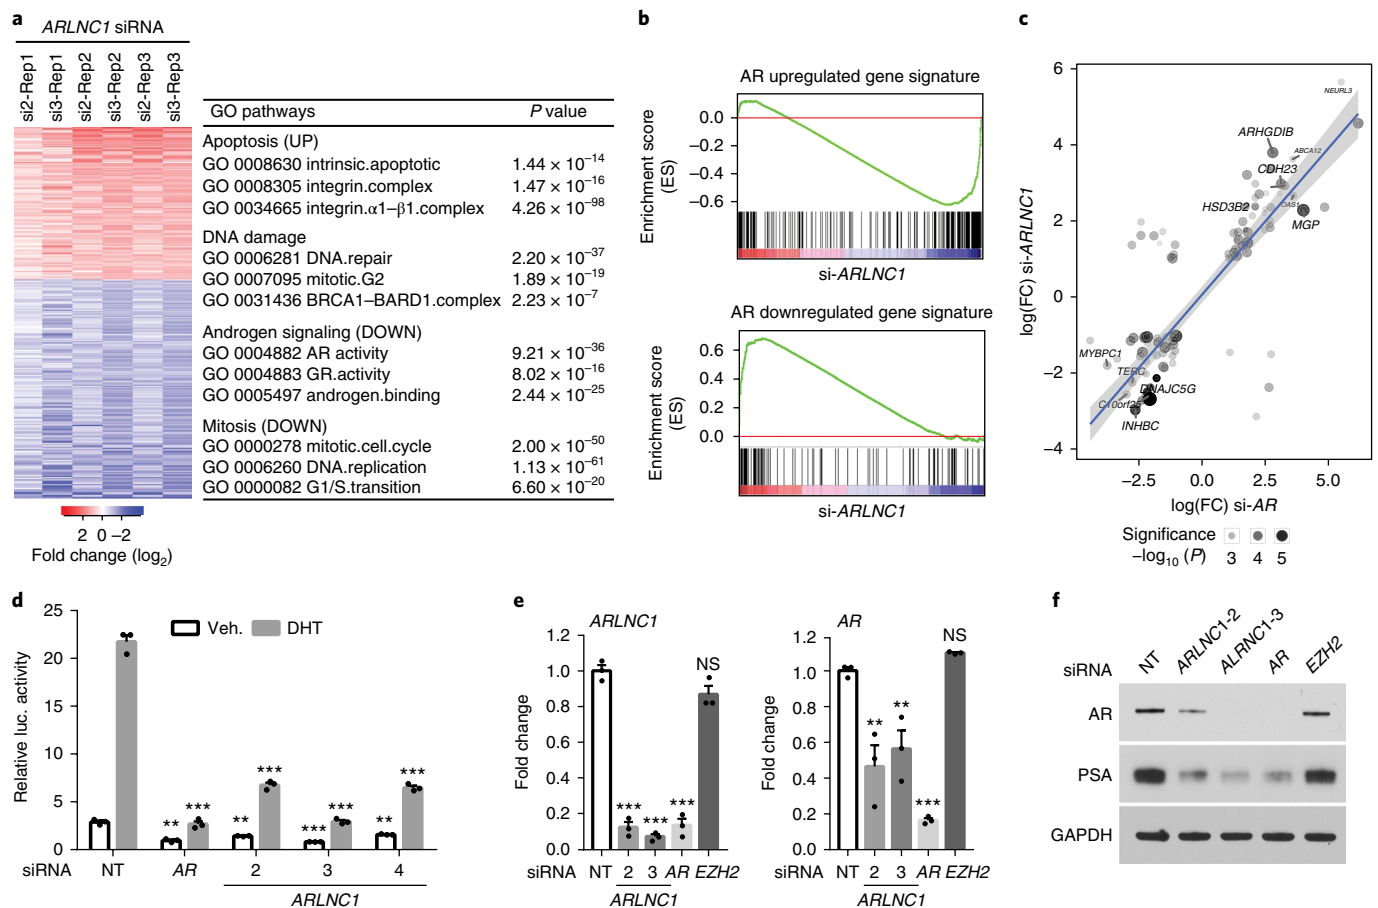 a
ARLNC1 siRNA
si2-Rep1
si3-Rep1
si2-Rep2
si3-Rep2
si2-Rep3
si3-Rep3
GO pathways P value
Apoptosis (UP)
GO 0008630 intrinsic.apoptotic 1.44 × 10⁻¹⁴
GO 0008305 integrin.complex 1.47 × 10⁻¹⁶
GO 0034665 integrin.α1–β1.complex 4.26 × 10⁻⁹⁸
DNA damage
GO 0006281 DNA.repair 2.20 × 10⁻³⁷
GO 0007095 mitotic.G2 1.89 × 10⁻¹⁹
GO 0031436 BRCA1–BARD1.complex 2.23 × 10⁻⁷
Androgen signaling (DOWN)
GO 0004882 AR activity 9.21 × 10⁻³⁶
GO 0004883 GR.activity 8.02 × 10⁻¹⁶
GO 0005497 androgen.binding 2.44 × 10⁻²⁵
Mitosis (DOWN)
GO 0000278 mitotic.cell.cycle 2.00 × 10⁻⁵⁰
GO 0006260 DNA.replication 1.13 × 10⁻⁶¹
GO 0000082 G1/S.transition 6.60 × 10⁻²⁰
2 0 –2
Fold change (log₂)
b
AR upregulated gene signature
Enrichment score
(ES)
0.0
–0.2
–0.4
–0.6
si-ARLNC1
AR downregulated gene signature
Enrichment score
(ES)
0.6
0.4
0.2
0.0
si-ARLNC1
c
log(FC) si-ARLNC1
6
4
2
0
–2
–4
NEURL3
ARHGDIB
ABCA12
CDH23
OAS1
HSD3B2
MGP
MYBPC1
TERC
DNAJC5G
C10orf25
INHBC
–2.5 0.0 2.5 5.0
log(FC) si-AR
Significance
–log₁₀ (P)
3 4 5
d
Relative luc. activity
25
20
15
10
5
0
Veh. DHT
** *** ** *** *** *** ** ***
siRNA NT AR 2 3 4
ARLNC1
e
ARLNC1
Fold change
1.2
1.0
0.8
0.6
0.4
0.2
0.0
*** *** *** NS
siRNA NT 2 3 AR EZH2
ARLNC1
AR
Fold change
1.2
1.0
0.8
0.6
0.4
0.2
0.0
** ** *** NS
siRNA NT 2 3 AR EZH2
ARLNC1
f
siRNA NT ARLNC1-2 ALRNC1-3 AR EZH2
AR
PSA
GAPDH